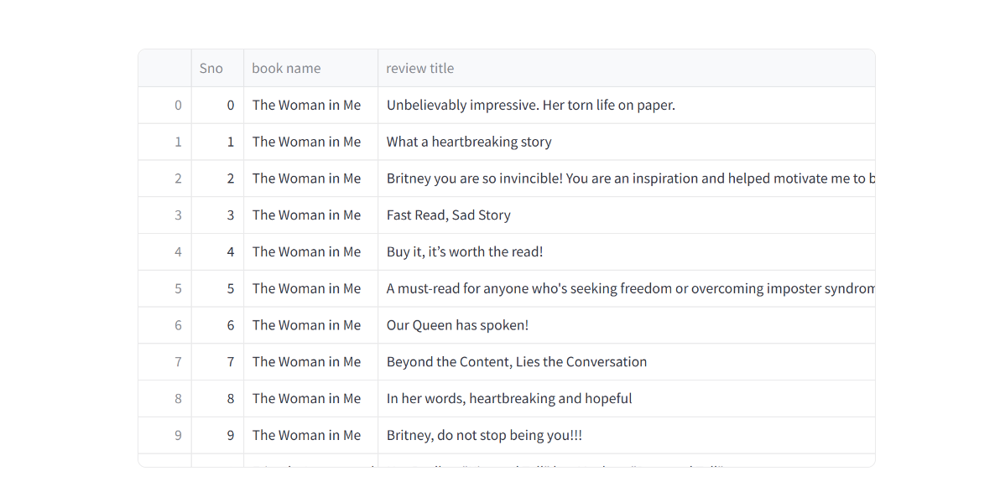 Sno book name review title
0 0 The Woman in Me Unbelievably impressive. Her torn life on paper.
1 1 The Woman in Me What a heartbreaking story
2 2 The Woman in Me Britney you are so invincible! You are an inspiration and helped motivate me to
3 3 The Woman in Me Fast Read, Sad Story
4 4 The Woman in Me Buy it, it’s worth the read!
5 5 The Woman in Me A must-read for anyone who's seeking freedom or overcoming imposter
6 6 The Woman in Me Our Queen has spoken!
7 7 The Woman in Me Beyond the Content, Lies the Conversation
8 8 The Woman in Me In her words, heartbreaking and hopeful
9 9 The Woman in Me Britney, do not stop being you!!!